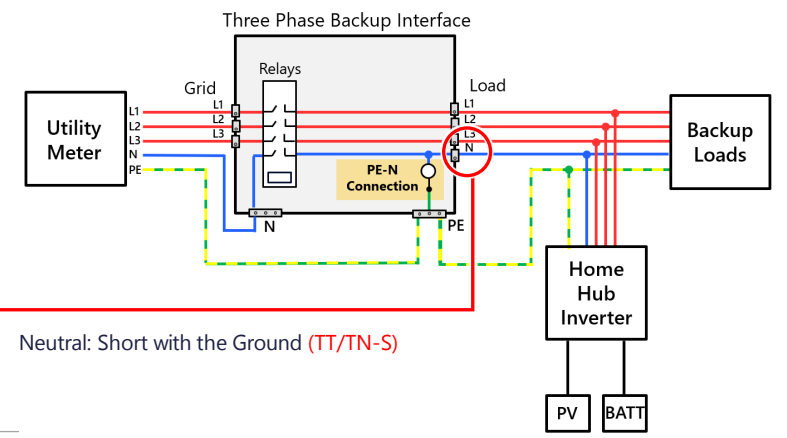 Three Phase Backup Interface
Relays
Grid
Load
L1
L2
L3
L1
L2
L3
N
L1
L2
L3
N
PE
Utility
Meter
Backup
Loads
PE-N
Connection
N
PE
Home
Hub
Inverter
Neutral: Short with the Ground (TT/TN-S)
PV
BATT